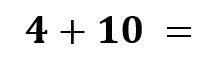 4 + 10 =